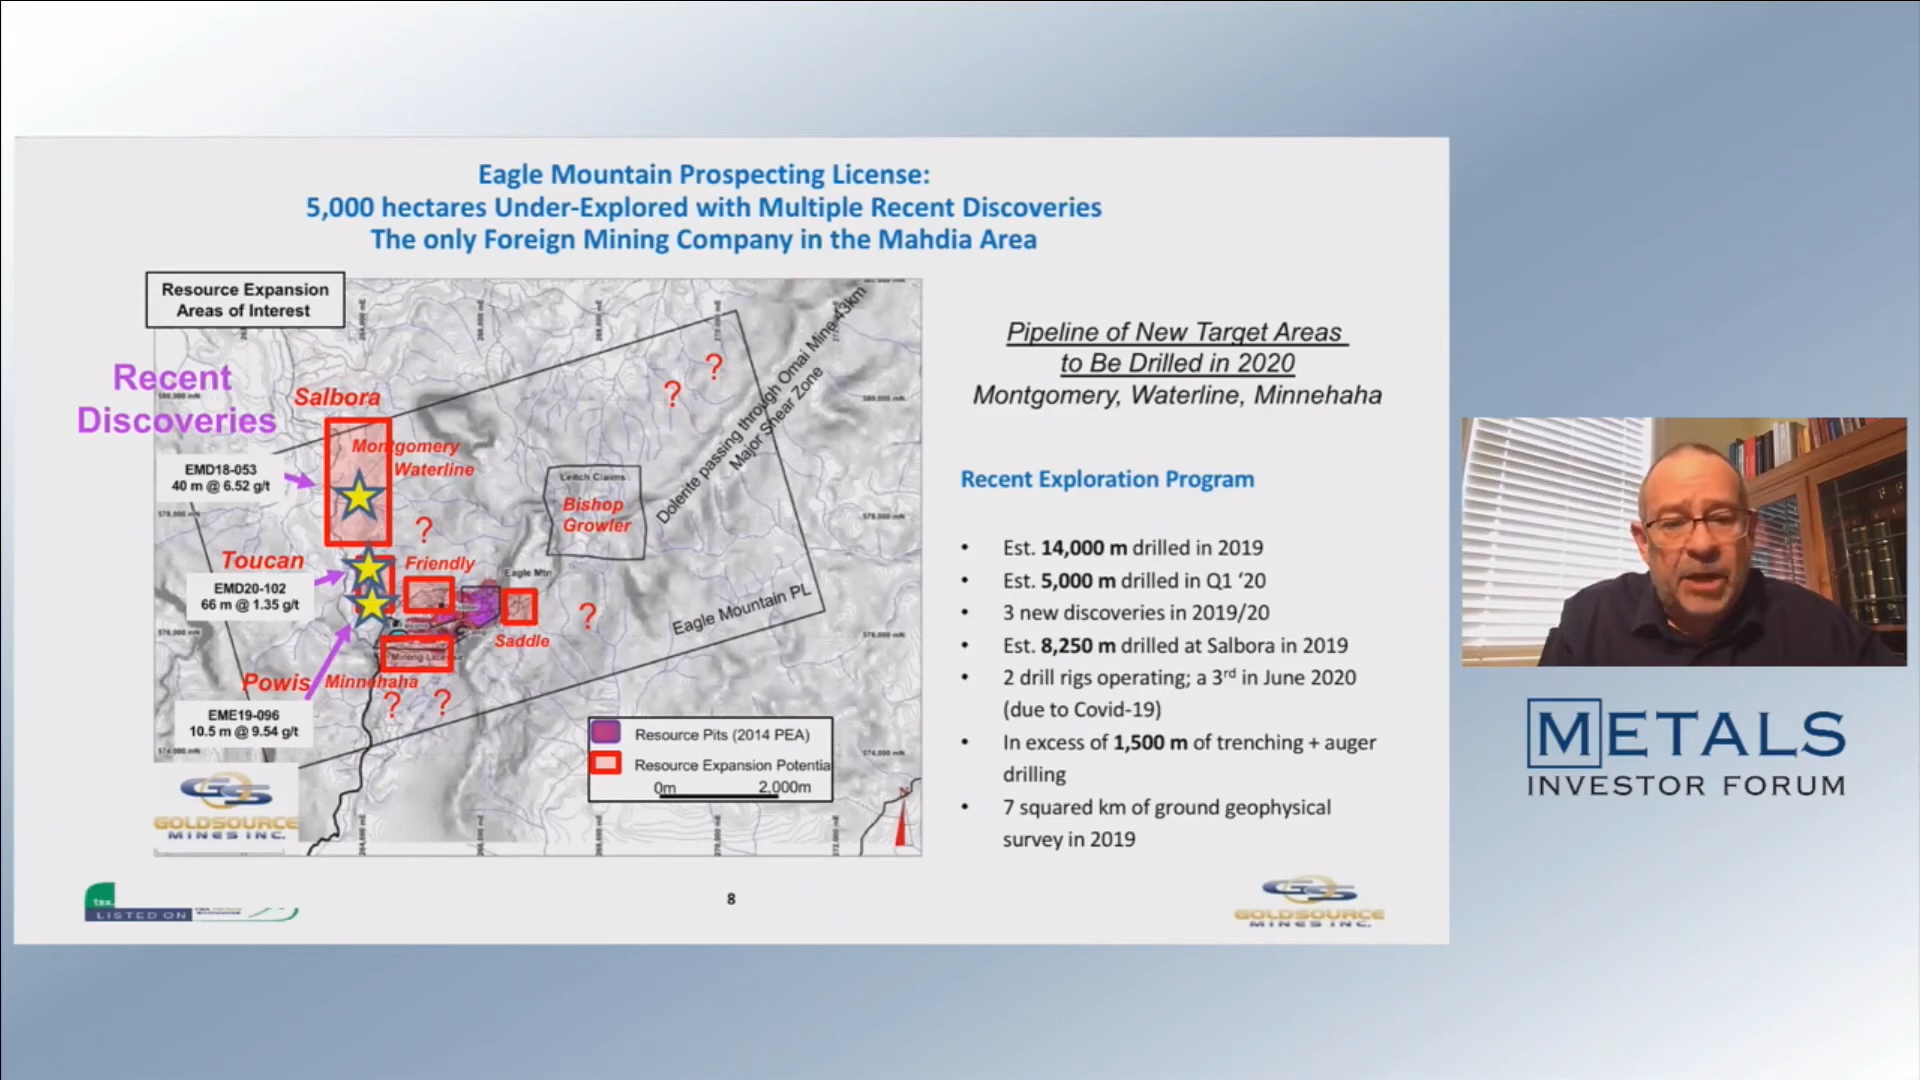 Eagle Mountain Prospecting License:
5,000 hectares Under-Explored with Multiple Recent Discoveries
The only Foreign Mining Company in the Mahdia Area
Resource Expansion
Areas of Interest
Recent
Discoveries
Salbora
Montgomery
Waterline
EMD18-053
40 m @ 6.52 g/t
Toucan
EMD20-102
66 m @ 1.35 g/t
Friendly
Eagle Mtn
Saddle
Powis
Minnehaha
Mining License
EME19-096
10.5 m @ 9.54 g/t
Leitch Claims
Bishop
Growler
Dolerite passing through Omai Mine 43km
Major Shear Zone
Eagle Mountain PL
? ? ? ? ? ?
Resource Pits (2014 PEA)
Resource Expansion Potentia
0m 2,000m
N
GOLDSOURCE
MINES INC.
Pipeline of New Target Areas
to Be Drilled in 2020
Montgomery, Waterline, Minnehaha
Recent Exploration Program
• Est. 14,000 m drilled in 2019
• Est. 5,000 m drilled in Q1 ‘20
• 3 new discoveries in 2019/20
• Est. 8,250 m drilled at Salbora in 2019
• 2 drill rigs operating; a 3rd in June 2020
(due to Covid-19)
• In excess of 1,500 m of trenching + auger
drilling
• 7 squared km of ground geophysical
survey in 2019
tsx
LISTED ON
8
GOLDSOURCE
MINES INC.
METALS
INVESTOR FORUM